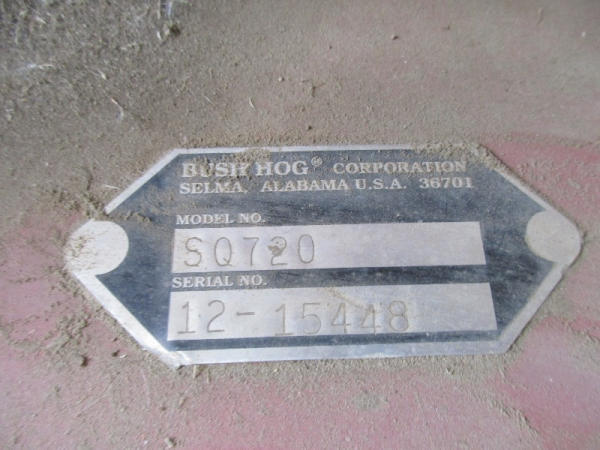 BUSH HOG® CORPORATION
SELMA, ALABAMA U.S.A. 36701
MODEL NO.
SQ720
SERIAL NO.
12-15448